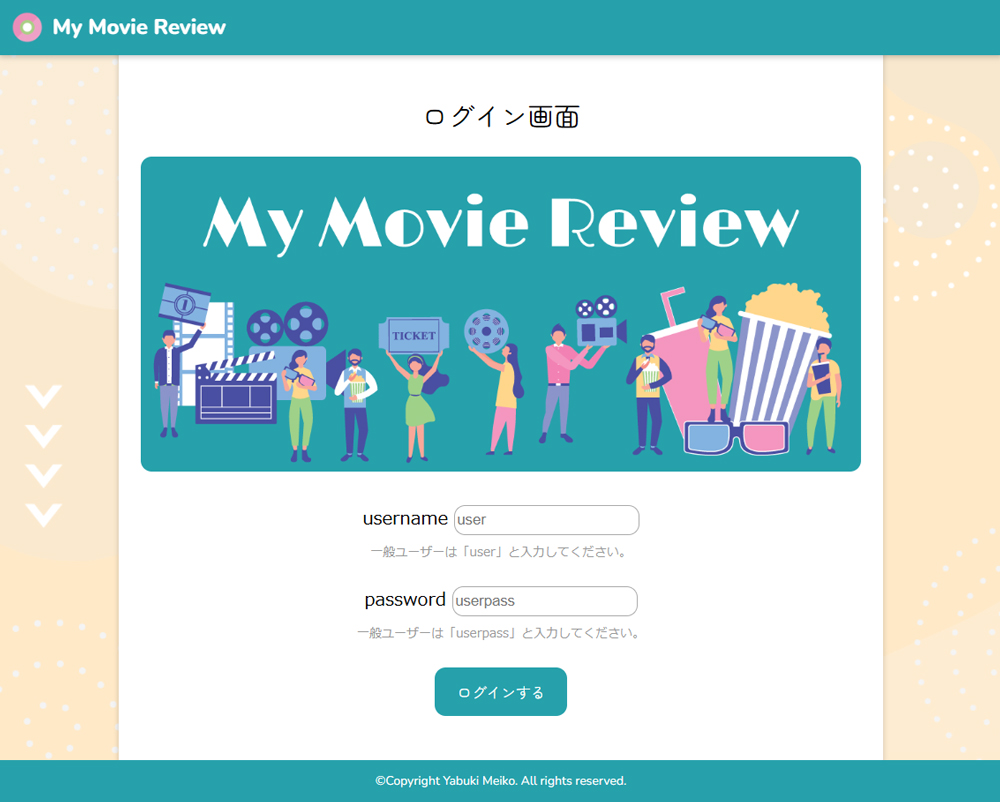 My Movie Review
ログイン画面
My Movie Review
TICKET
username user
一般ユーザーは「user」と入力してください。
password userpass
一般ユーザーは「userpass」と入力してください。
ログインする
©Copyright Yabuki Meiko. All rights reserved.